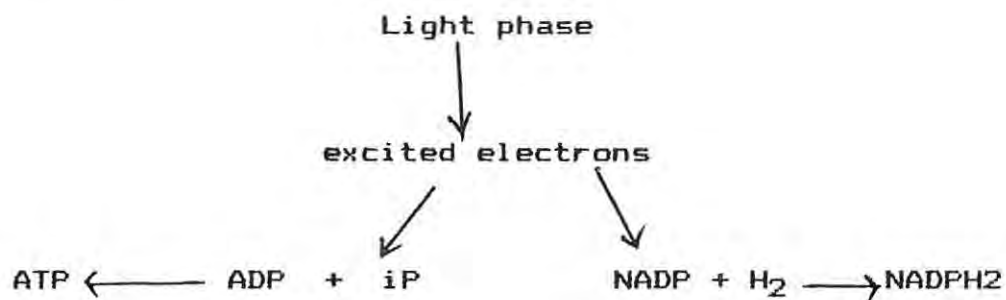 Light phase
excited electrons
ATP ← ADP + iP NADP + H₂ → NADPH2